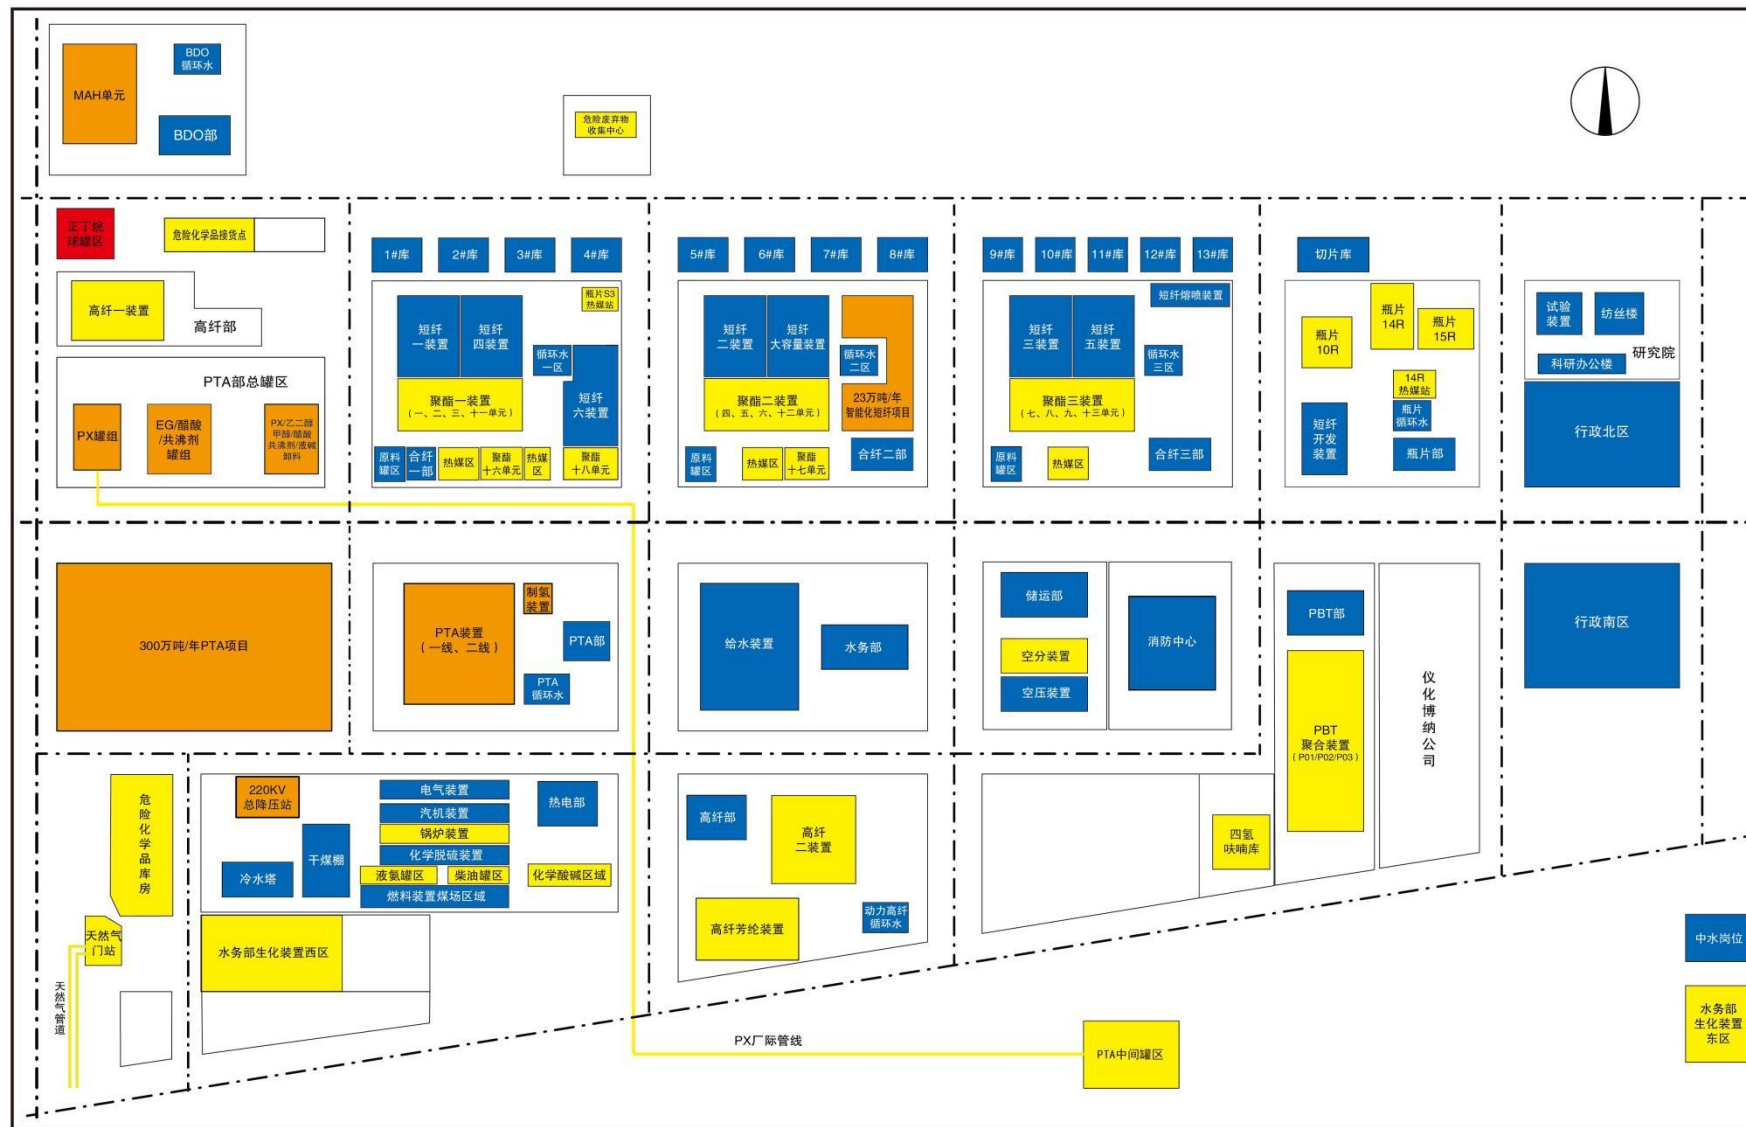 MAH单元
BDO
循环水
BDO部
危险废弃物
收集中心
正丁烷
球罐区
危险化学品接货点
高纤一装置
高纤部
PTA部总罐区
PX罐组
EG/醋酸
/共沸剂
罐组
PX/乙二醇
甲醇/醋酸
共沸剂/液碱
卸料
1#库
2#库
3#库
4#库
瓶片S3
热媒站
短纤
一装置
短纤
四装置
循环水
一区
短纤
六装置
聚酯一装置
(一、二、三、十一单元)
原料
罐区
合纤
一部
热媒区
聚酯
十六单元
热媒
区
聚酯
十八单元
5#库
6#库
7#库
8#库
短纤
二装置
短纤
大容量装置
循环水
二区
23万吨/年
智能化短纤项目
聚酯二装置
(四、五、六、十二单元)
原料
罐区
热媒区
聚酯
十七单元
合纤二部
9#库
10#库
11#库
12#库
13#库
短纤熔喷装置
短纤
三装置
短纤
五装置
循环水
三区
聚酯三装置
(七、八、九、十三单元)
原料
罐区
热媒区
合纤三部
切片库
瓶片
10R
瓶片
14R
瓶片
15R
14R
热媒站
瓶片
循环水
瓶片部
短纤
开发
装置
试验
装置
纺丝楼
科研办公楼
研究院
行政北区
300万吨/年PTA项目
PTA装置
(一线、二线)
制氢
装置
PTA部
PTA
循环水
给水装置
水务部
储运部
空分装置
空压装置
消防中心
PBT部
PBT
聚合装置
(P01/P02/P03)
仪化博纳公司
行政南区
危险化学品库房
天然气
门站
天然气管道
220KV
总降压站
干煤棚
冷水塔
电气装置
汽机装置
锅炉装置
化学脱硫装置
液氨罐区
柴油罐区
燃料装置煤场区域
热电部
化学酸碱区域
水务部生化装置西区
高纤部
高纤
二装置
高纤芳纶装置
动力高纤
循环水
四氢
呋喃库
PX厂际管线
PTA中间罐区
中水岗位
水务部
生化装置
东区